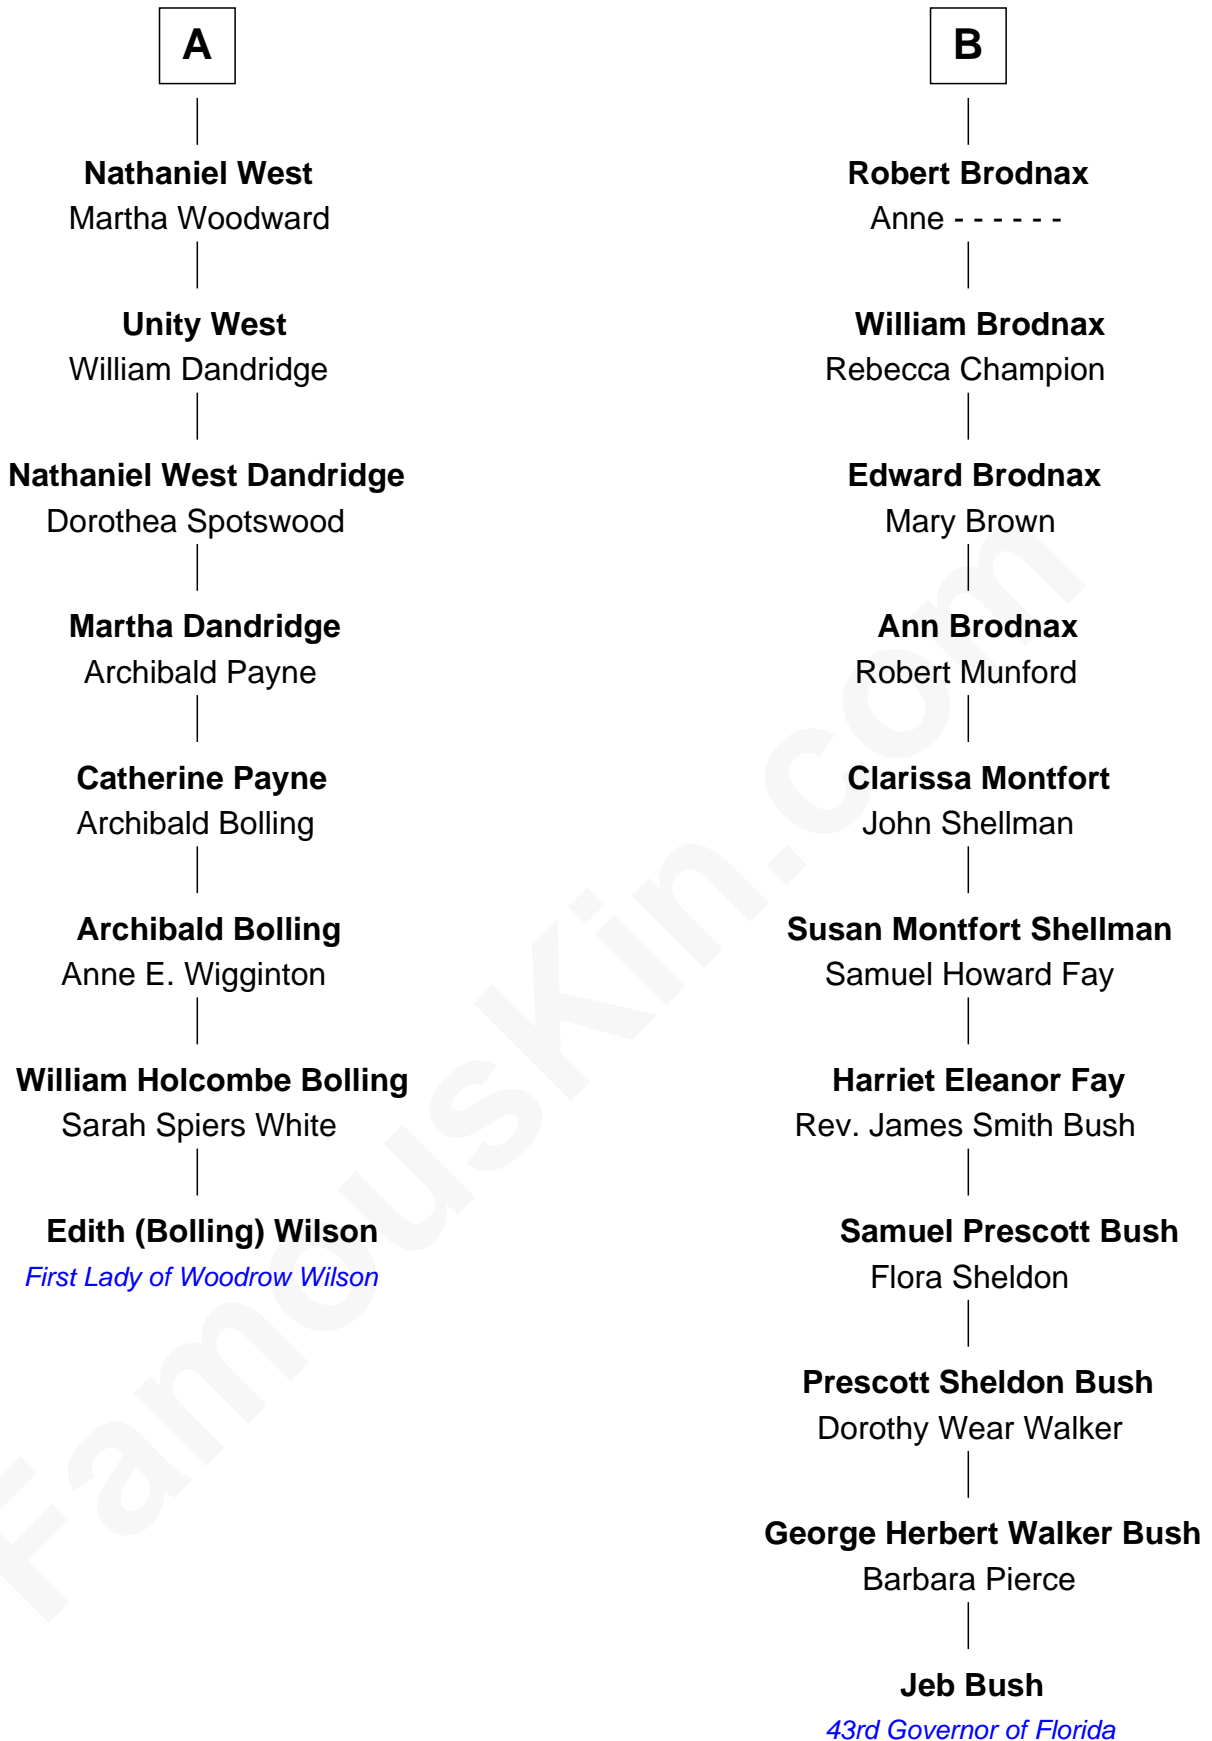 A
Nathaniel West
Martha Woodward
Unity West
William Dandridge
Nathaniel West Dandridge
Dorothea Spotswood
Martha Dandridge
Archibald Payne
Catherine Payne
Archibald Bolling
Archibald Bolling
Anne E. Wigginton
William Holcombe Bolling
Sarah Spiers White
Edith (Bolling) Wilson
First Lady of Woodrow Wilson
B
Robert Brodnax
Anne - - - - - -
William Brodnax
Rebecca Champion
Edward Brodnax
Mary Brown
Ann Brodnax
Robert Munford
Clarissa Montfort
John Shellman
Susan Montfort Shellman
Samuel Howard Fay
Harriet Eleanor Fay
Rev. James Smith Bush
Samuel Prescott Bush
Flora Sheldon
Prescott Sheldon Bush
Dorothy Wear Walker
George Herbert Walker Bush
Barbara Pierce
Jeb Bush
43rd Governor of Florida
FamousKin.com